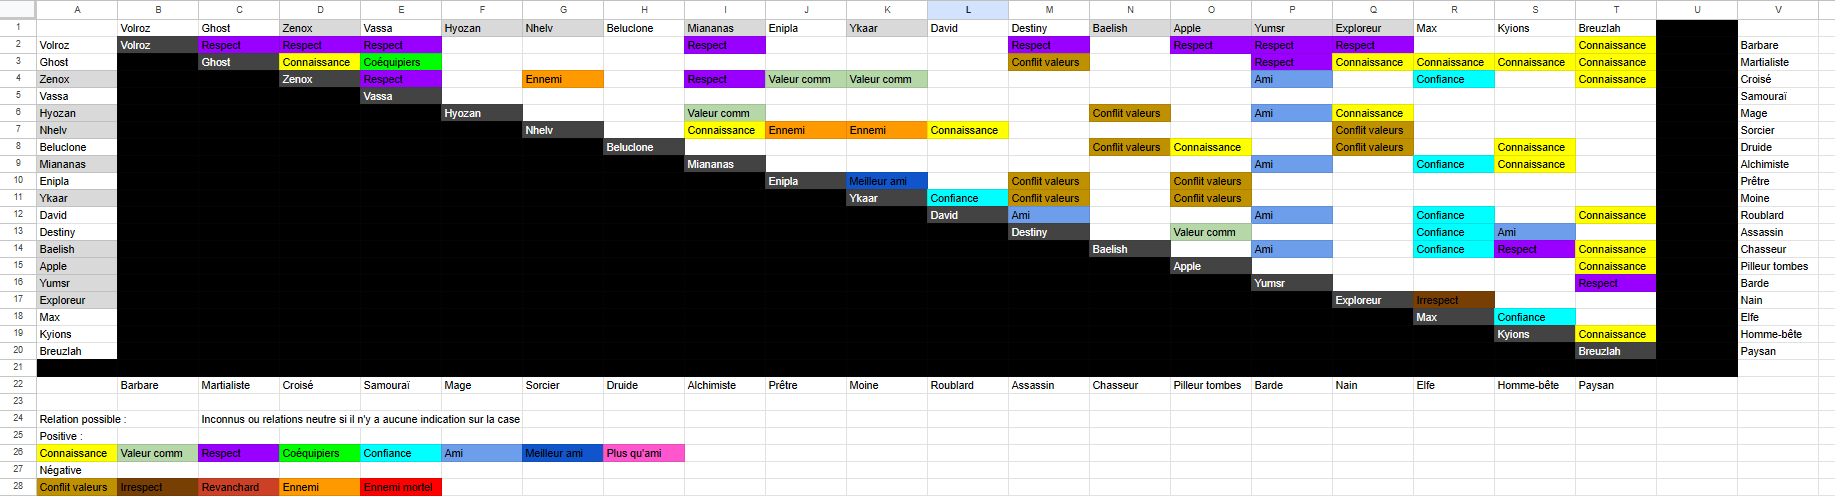 A B C D E F G H I J K L M N O P Q R S T U V
1 Volroz Ghost Zenox Vassa Hyozan Nhelv Beluclone Miananas Enipla Ykaar David Destiny Baelish Apple Yumsr Exploreur Max Kyions Breuzlah
2 Volroz Volroz Respect Respect Respect Respect Respect Respect Respect Respect Connaissance Barbare
3 Ghost Ghost Connaissance Coéquipiers Conflit valeurs Respect Connaissance Connaissance Connaissance Connaissance Martialiste
4 Zenox Zenox Respect Ennemi Respect Valeur comm Valeur comm Ami Confiance Connaissance Croisé
5 Vassa Vassa Samouraï
6 Hyozan Hyozan Valeur comm Conflit valeurs Ami Connaissance Mage
7 Nhelv Nhelv Connaissance Ennemi Ennemi Connaissance Conflit valeurs Sorcier
8 Beluclone Beluclone Conflit valeurs Connaissance Conflit valeurs Connaissance Druide
9 Miananas Miananas Ami Confiance Connaissance Alchimiste
10 Enipla Enipla Meilleur ami Conflit valeurs Conflit valeurs Prêtre
11 Ykaar Ykaar Confiance Conflit valeurs Conflit valeurs Moine
12 David David Ami Ami Confiance Connaissance Roublard
13 Destiny Destiny Valeur comm Confiance Ami Assassin
14 Baelish Baelish Ami Confiance Respect Connaissance Chasseur
15 Apple Apple Connaissance Pilleur tombes
16 Yumsr Yumsr Respect Barde
17 Exploreur Exploreur Irrespect Nain
18 Max Max Confiance Elfe
19 Kyions Kyions Connaissance Homme-bête
20 Breuzlah Breuzlah Paysan
21
22 Barbare Martialiste Croisé Samouraï Mage Sorcier Druide Alchimiste Prêtre Moine Roublard Assassin Chasseur Pilleur tombes Barde Nain Elfe Homme-bête Paysan
23
24 Relation possible : Inconnus ou relations neutre si il n'y a aucune indication sur la case
25 Positive :
26 Connaissance Valeur comm Respect Coéquipiers Confiance Ami Meilleur ami Plus qu'ami
27 Négative
28 Conflit valeurs Irrespect Revanchard Ennemi Ennemi mortel